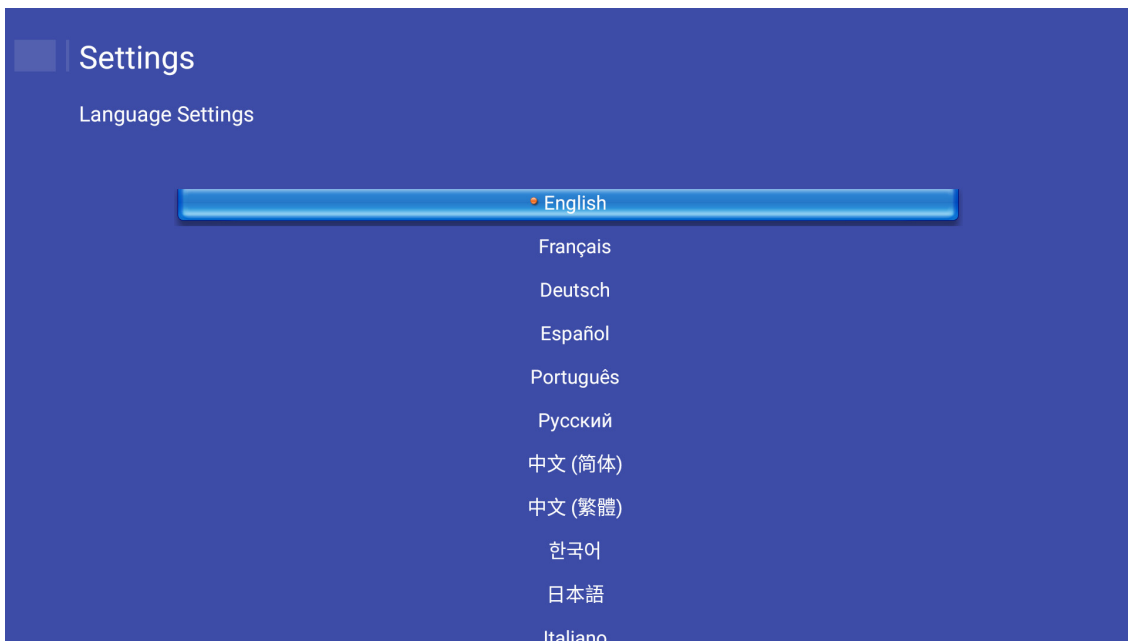 Settings
Language Settings
English
Français
Deutsch
Español
Português
Русский
中文 (简体)
中文 (繁體)
한국어
日本語
Italiano